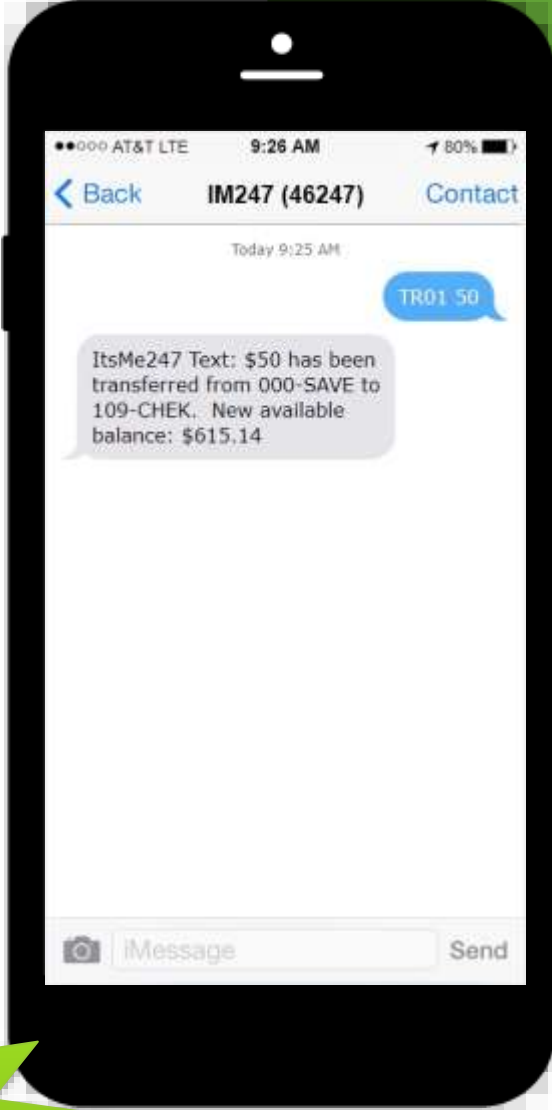 AT&T LTE 9:26 AM 80%
Back IM247 (46247) Contact
Today 9:25 AM
TR01 50
ItsMe247 Text: $50 has been
transferred from 000-SAVE to
109-CHEK.  New available
balance: $615.14
iMessage Send